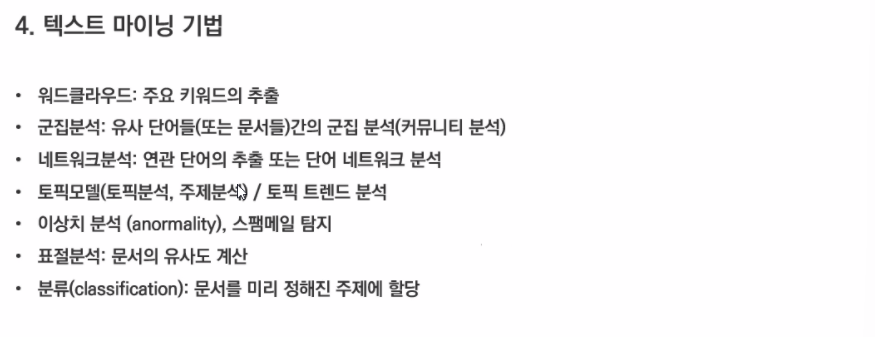 4. 텍스트 마이닝 기법
• 워드클라우드: 주요 키워드의 추출
• 군집분석: 유사 단어들(또는 문서들)간의 군집 분석(커뮤니티 분석)
• 네트워크분석: 연관 단어의 추출 또는 단어 네트워크 분석
• 토픽모델(토픽분석, 주제분석) / 토픽 트렌드 분석
• 이상치 분석 (anormality), 스팸메일 탐지
• 표절분석: 문서의 유사도 계산
• 분류(classification): 문서를 미리 정해진 주제에 할당